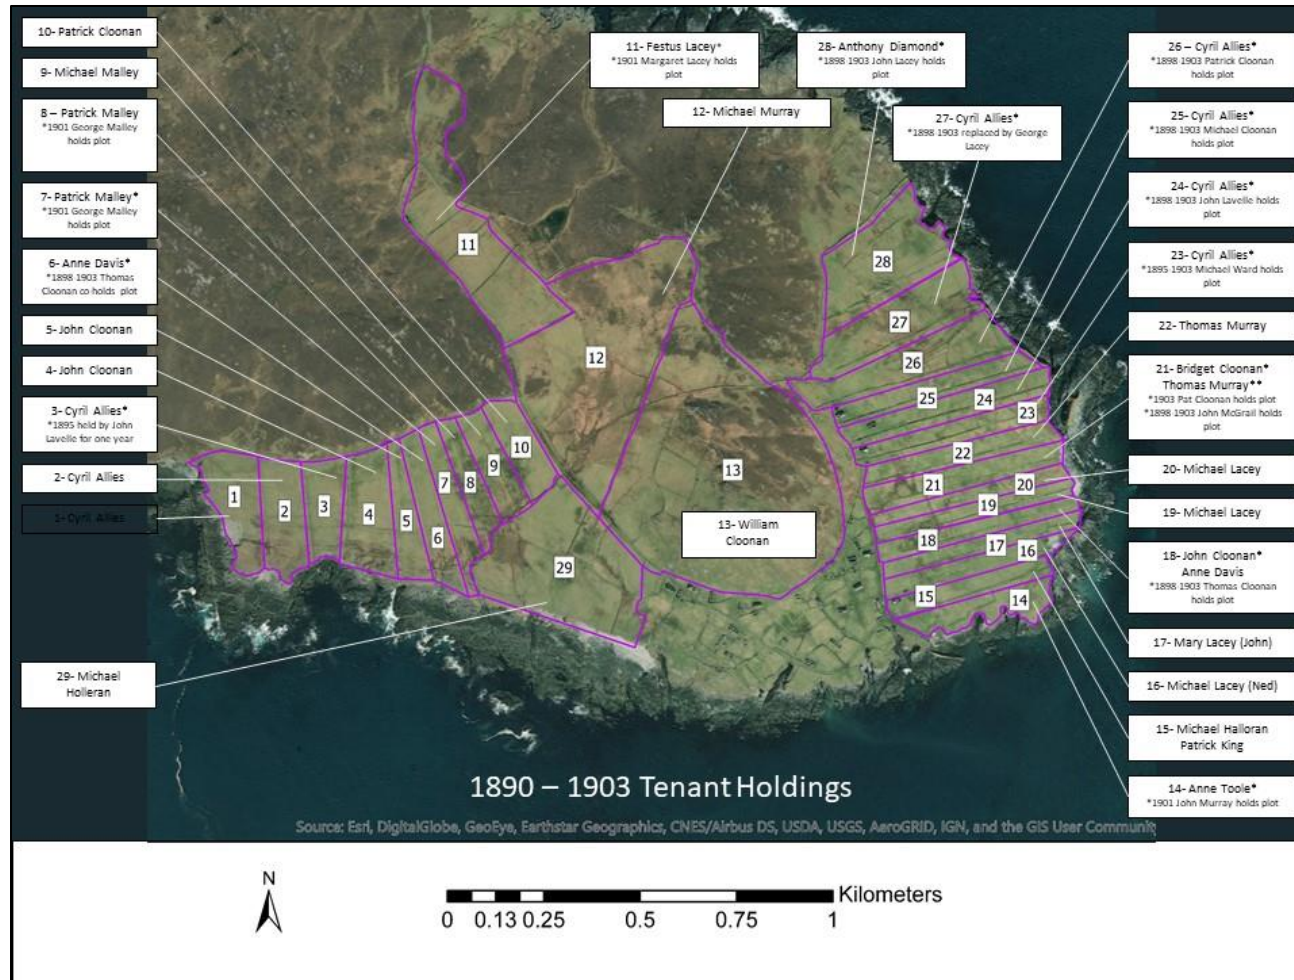 10- Patrick Cloonan
9- Michael Malley
8 – Patrick Malley
*1901 George Malley
holds plot
7- Patrick Malley*
*1901 George Malley
holds plot
6- Anne Davis*
*1898-1903 Thomas
Cloonan co holds plot
5- John Cloonan
4- John Cloonan
3- Cyril Allies*
*1895 held by John
Lavelle for one year
2- Cyril Allies
1- Cyril Allies
29- Michael
Holleran
11- Festus Lacey*
*1901 Margaret Lacey holds
plot
12- Michael Murray
28- Anthony Diamond*
*1898-1903 John Lacey holds
plot
27- Cyril Allies*
*1898-1903 replaced by George
Lacey
13- William
Cloonan
26 – Cyril Allies*
*1898-1903 Patrick Cloonan
holds plot
25- Cyril Allies*
*1898-1903 Michael Cloonan
holds plot
24- Cyril Allies*
*1898-1903 John Lavelle holds
plot
23- Cyril Allies*
*1895-1903 Michael Ward holds
plot
22- Thomas Murray
21- Bridget Cloonan*
Thomas Murray**
*1903 Pat Cloonan holds plot
*1898-1903 John McGrail holds
plot
20- Michael Lacey
19- Michael Lacey
18- John Cloonan*
Anne Davis
*1898-1903 Thomas Cloonan
holds plot
17- Mary Lacey (John)
16- Michael Lacey (Ned)
15- Michael Halloran
Patrick King
14- Anne Toole*
*1901 John Murray holds plot
11
28
27
12
26
25
24
23
10
22
13
9
7
8
21
20
1
2
3
4
5
19
6
29
18
17
16
15
14
1890 – 1903 Tenant Holdings
Source: Esri, DigitalGlobe, GeoEye, Earthstar Geographics, CNES/Airbus DS, USDA, USGS, AeroGRID, IGN, and the GIS User Communit
N
Kilometers
0 0.13 0.25 0.5 0.75 1